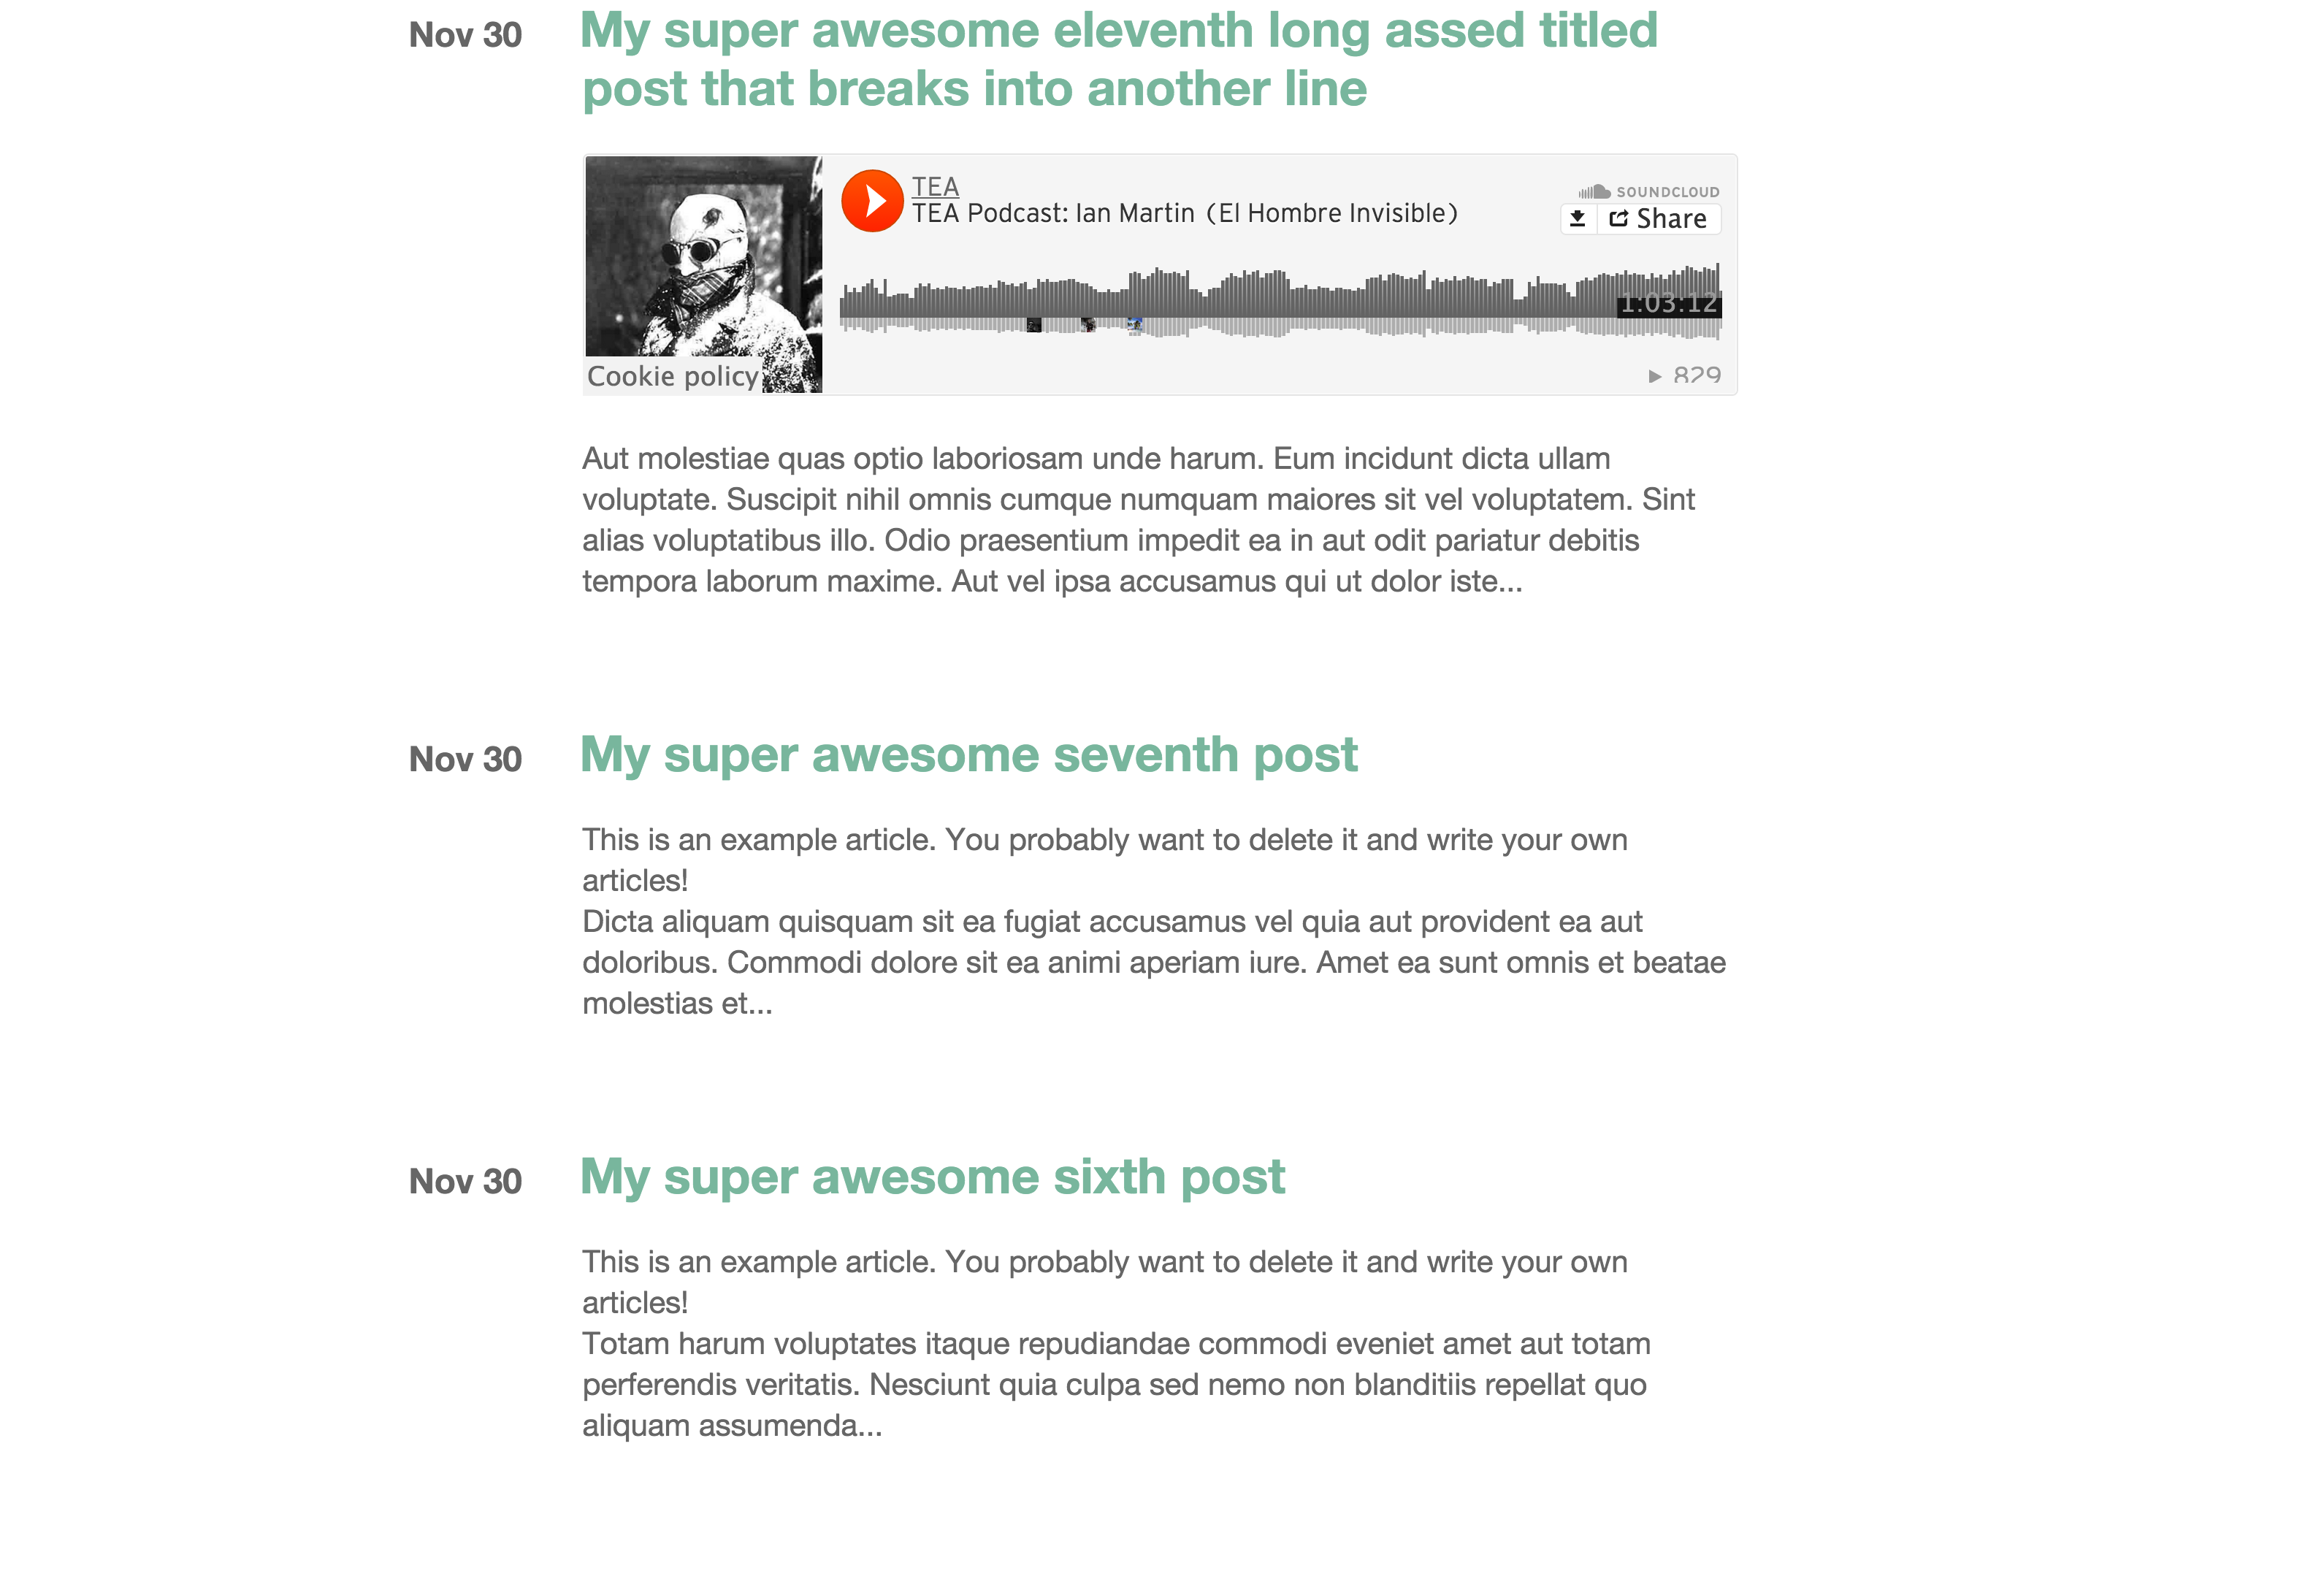 Nov 30
My super awesome eleventh long assed titled
post that breaks into another line
TEA
TEA Podcast: Ian Martin (El Hombre Invisible)
SOUNDCLOUD
Share
1:03:12
Cookie policy
829
Aut molestiae quas optio laboriosam unde harum. Eum incidunt dicta ullam
voluptate. Suscipit nihil omnis cumque numquam maiores sit vel voluptatem. Sint
alias voluptatibus illo. Odio praesentium impedit ea in aut odit pariatur debitis
tempora laborum maxime. Aut vel ipsa accusamus qui ut dolor iste...
Nov 30
My super awesome seventh post
This is an example article. You probably want to delete it and write your own
articles!
Dicta aliquam quisquam sit ea fugiat accusamus vel quia aut provident ea aut
doloribus. Commodi dolore sit ea animi aperiam iure. Amet ea sunt omnis et beatae
molestias et...
Nov 30
My super awesome sixth post
This is an example article. You probably want to delete it and write your own
articles!
Totam harum voluptates itaque repudiandae commodi eveniet amet aut totam
perferendis veritatis. Nesciunt quia culpa sed nemo non blanditiis repellat quo
aliquam assumenda...